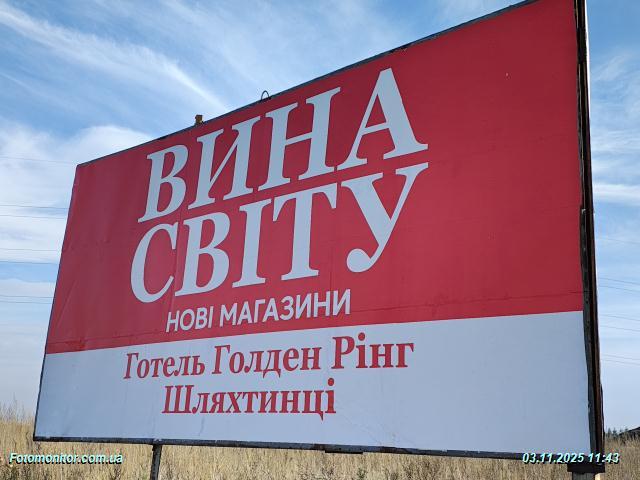 ВИНА
СВІТУ
НОВІ МАГАЗИНИ
Готель Голден Рінг
Шляхтинці
Fotomonitor.com.ua
03.11.2025 11:43